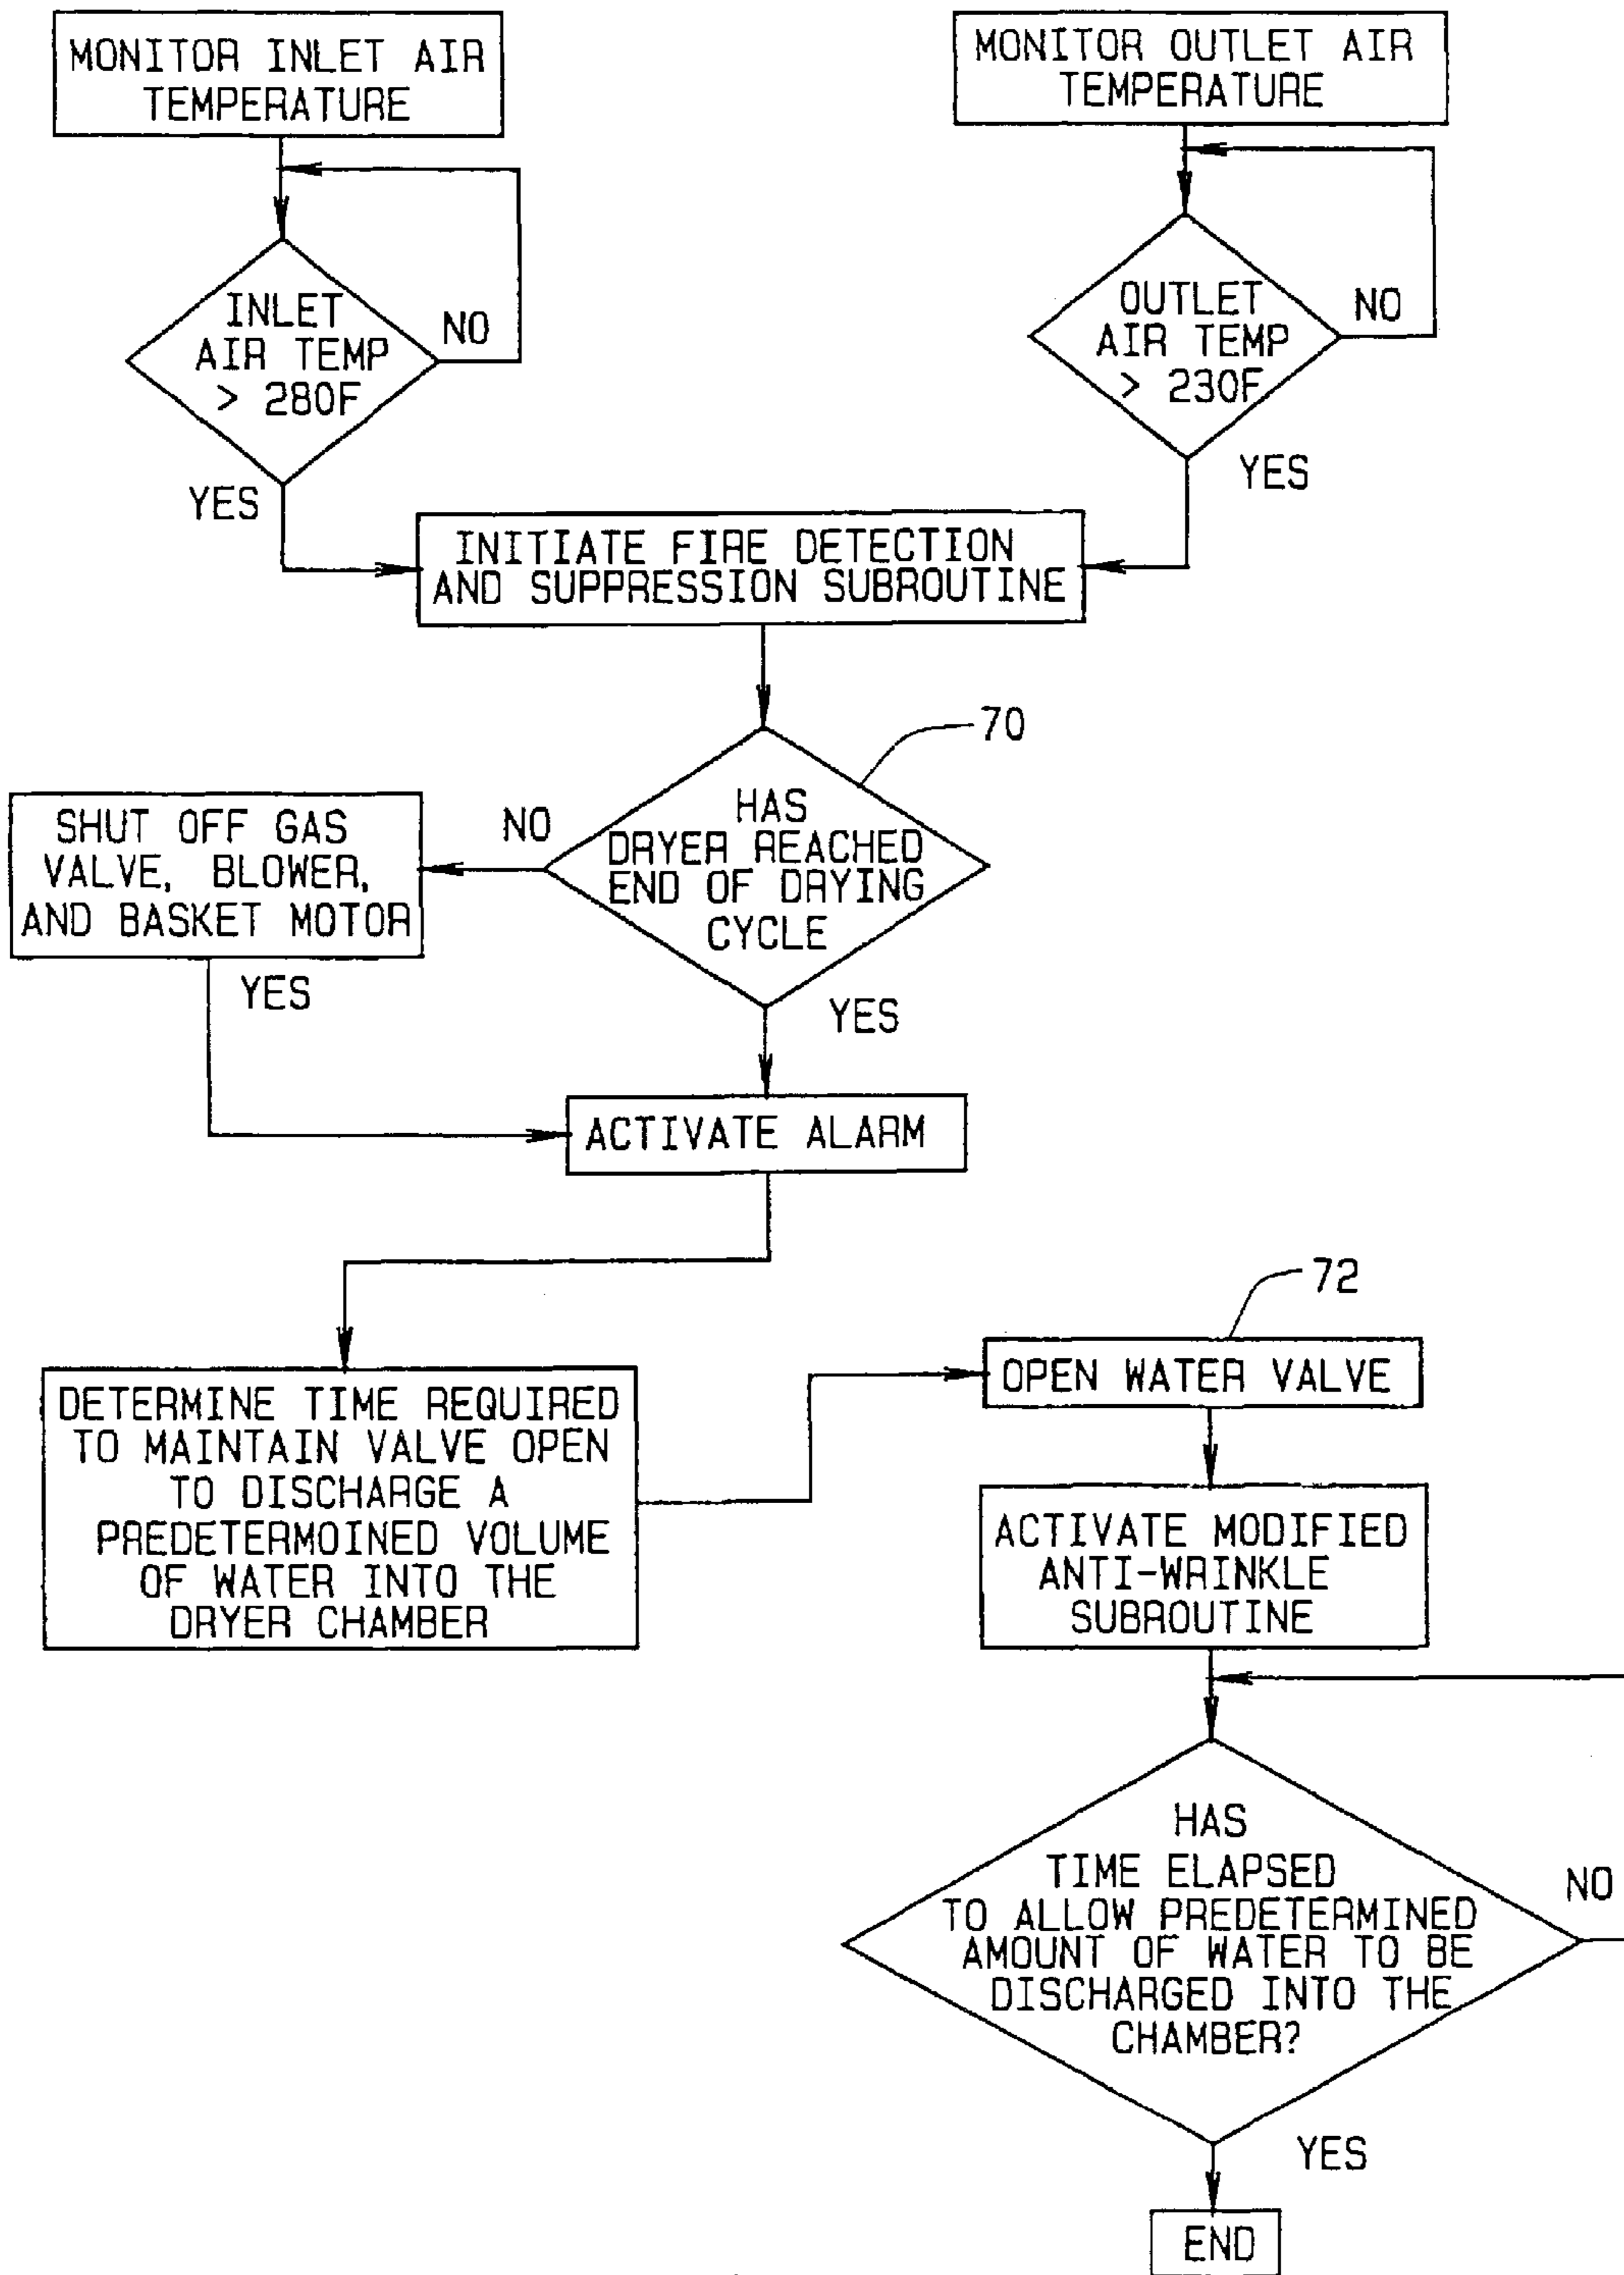 MONITOR INLET AIR
TEMPERATURE
MONITOR OUTLET AIR
TEMPERATURE
INLET
AIR TEMP
> 280F
NO
YES
OUTLET
AIR TEMP
> 230F
NO
YES
INITIATE FIRE DETECTION
AND SUPPRESSION SUBROUTINE
70
HAS
DRYER REACHED
END OF DRYING
CYCLE
NO
YES
SHUT OFF GAS
VALVE, BLOWER,
AND BASKET MOTOR
YES
ACTIVATE ALARM
DETERMINE TIME REQUIRED
TO MAINTAIN VALVE OPEN
TO DISCHARGE A
PREDETERMOINED VOLUME
OF WATER INTO THE
DRYER CHAMBER
72
OPEN WATER VALVE
ACTIVATE MODIFIED
ANTI-WRINKLE
SUBROUTINE
HAS
TIME ELAPSED
TO ALLOW PREDETERMINED
AMOUNT OF WATER TO BE
DISCHARGED INTO THE
CHAMBER?
NO
YES
END